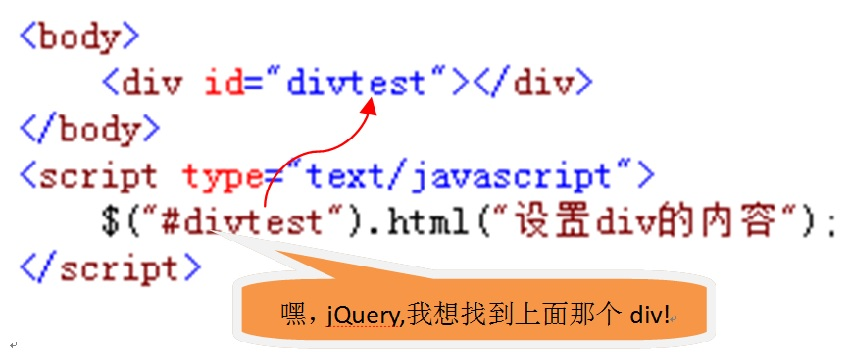 <body>
<div id="divtest"></div>
</body>
<script type="text/javascript">
$("#divtest").html("设置div的内容");
</script>
嘿，jQuery,我想找到上面那个 div!